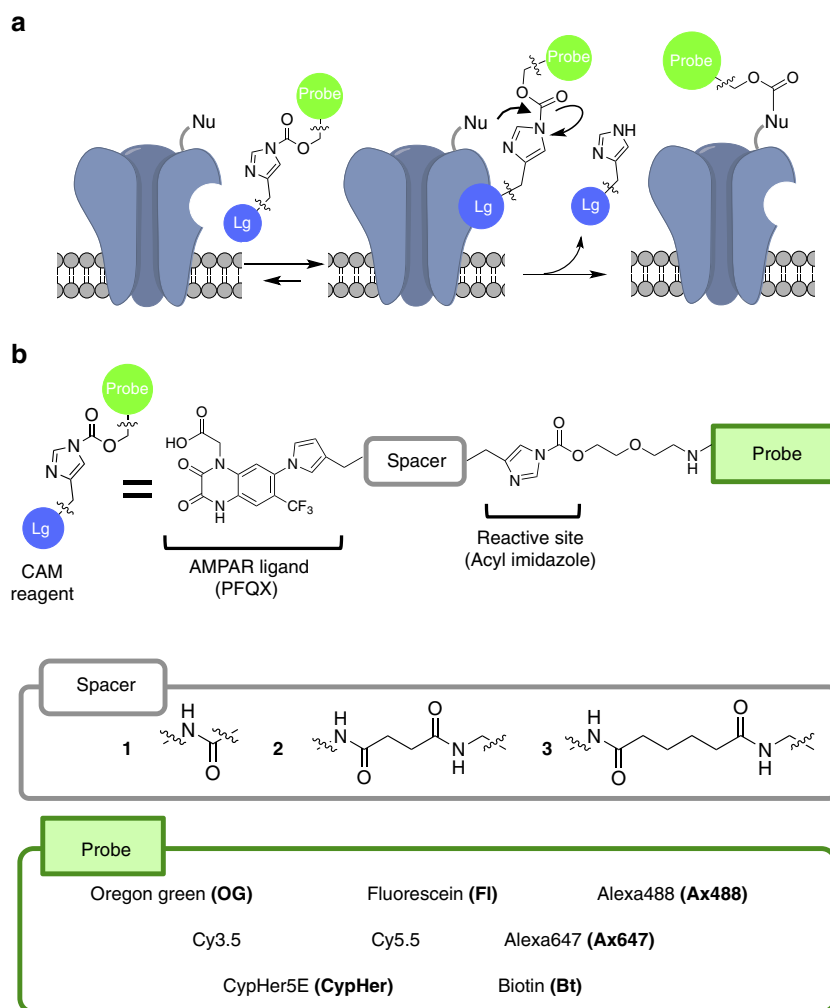 a
Probe
Nu
O
O
N
N
Lg
Nu
Probe
O
O
N
N
Lg
NH
N
Probe
O
O
Nu
b
Probe
O
O
N
N
Lg
CAM
reagent
=
O
HO
O
N
N
O
N
H
CF3
AMPAR ligand
(PFQX)
Spacer
N
N
O
O
O
N
H
Probe
Reactive site
(Acyl imidazole)
Spacer
1
H
N
O
2
H
N
O
O
N
H
3
H
N
O
O
N
H
Probe
Oregon green (OG)
Fluorescein (Fl)
Alexa488 (Ax488)
Cy3.5
Cy5.5
Alexa647 (Ax647)
CypHer5E (CypHer)
Biotin (Bt)